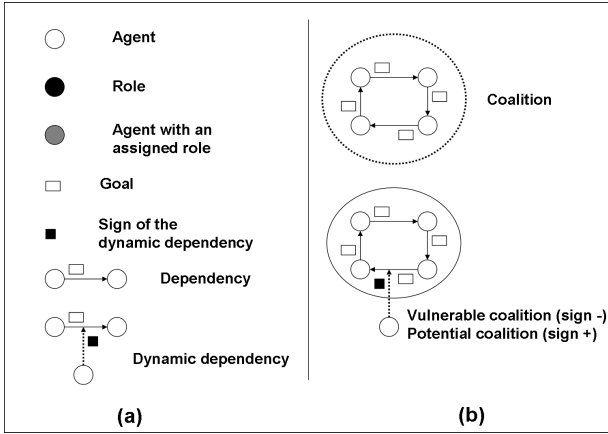 Agent
Role
Agent with an
assigned role
Goal
Sign of the
dynamic dependency
Dependency
Dynamic dependency
(a)
Coalition
Vulnerable coalition (sign -)
Potential coalition (sign +)
(b)